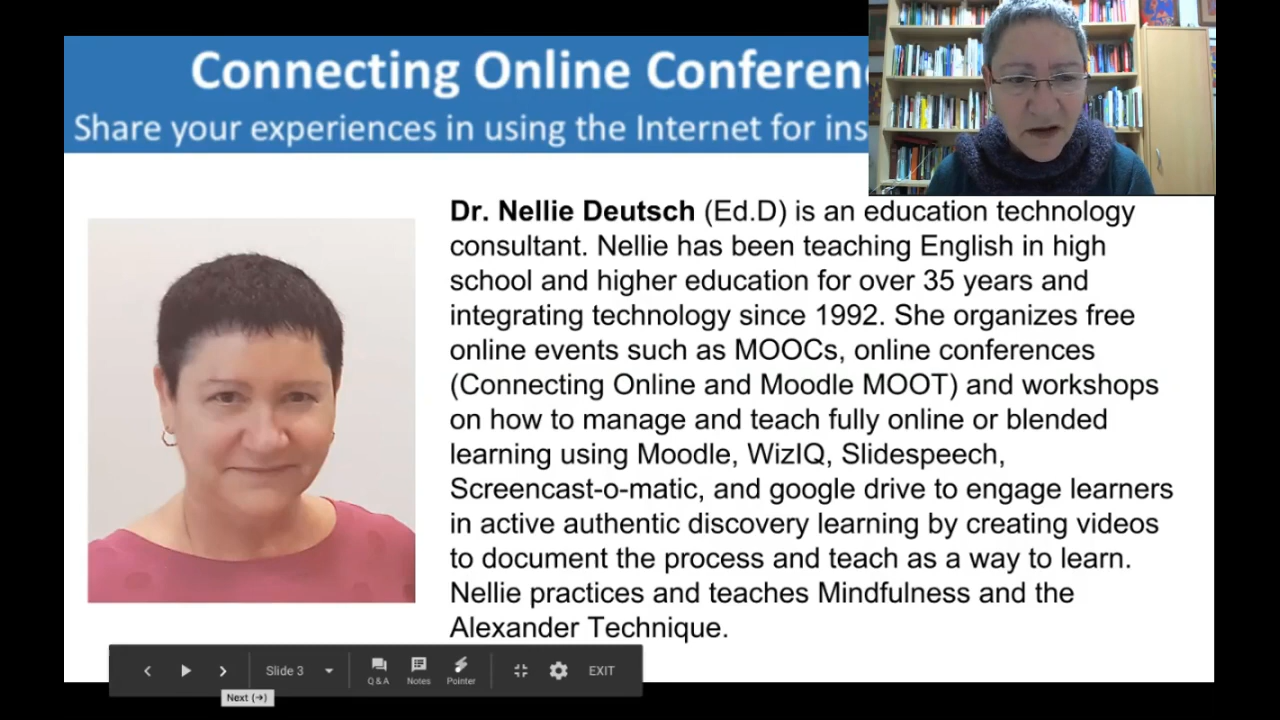 Connecting Online Conferen
Share your experiences in using the Internet for ins
Dr. Nellie Deutsch (Ed.D) is an education technology
consultant. Nellie has been teaching English in high
school and higher education for over 35 years and
integrating technology since 1992. She organizes free
online events such as MOOCs, online conferences
(Connecting Online and Moodle MOOT) and workshops
on how to manage and teach fully online or blended
learning using Moodle, WizIQ, Slidespeech,
Screencast-o-matic, and google drive to engage learners
in active authentic discovery learning by creating videos
to document the process and teach as a way to learn.
Nellie practices and teaches Mindfulness and the
Alexander Technique.
Slide 3
Q & A
Notes
Pointer
EXIT
Next (→)